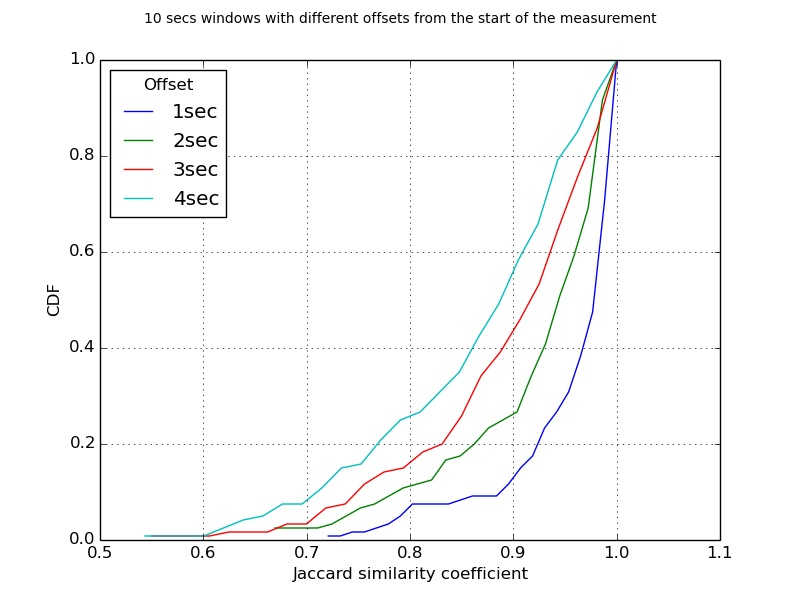 10 secs windows with different offsets from the start of the measurement
1.0
0.8
0.6
0.4
0.2
0.0
CDF
Offset
1sec
2sec
3sec
4sec
0.5 0.6 0.7 0.8 0.9 1.0 1.1
Jaccard similarity coefficient